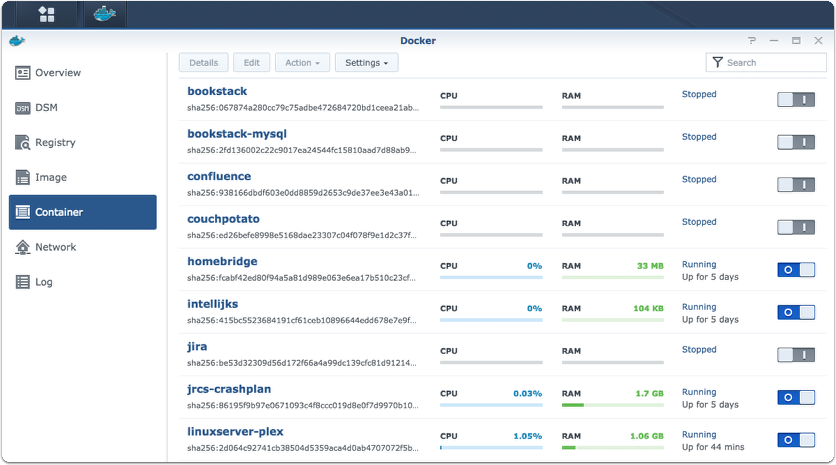 Docker
Overview
DSM
DSM
Registry
Image
Container
Network
Log
Details
Edit
Action
Settings
Search
bookstack
sha256:067874a280cc79c75adbe472684720bd1ceea21ab...
CPU
RAM
Stopped
bookstack-mysql
sha256:2fd136002c22c9017ea24544fc15810aad7d88ab9...
CPU
RAM
Stopped
confluence
sha256:938166dbdf603e0dd8859d2653c9de37ee3e43a01...
CPU
RAM
Stopped
couchpotato
sha256:ed26befe8998e5168dae23307c04f078f9e1d2c37f...
CPU
RAM
Stopped
homebridge
sha256:fcabf42ed80f94a5a81d989e063e6ea17b510c23cf...
CPU 0%
RAM 33 MB
Running
Up for 5 days
intellijks
sha256:415bc5523684191cf61ceb10896644edd678e7e9f...
CPU 0%
RAM 104 KB
Running
Up for 5 days
jira
sha256:be53d32309d56d172f66a4a99dc139cfc81d91214...
CPU
RAM
Stopped
jrcs-crashplan
sha256:86195f9b97e0671093c4f8ccc019d8e0f7d9970b10...
CPU 0.03%
RAM 1.7 GB
Running
Up for 5 days
linuxserver-plex
sha256:2d064c92741cb38504d5359aca4d0ab4707072f5b...
CPU 1.05%
RAM 1.06 GB
Running
Up for 44 mins